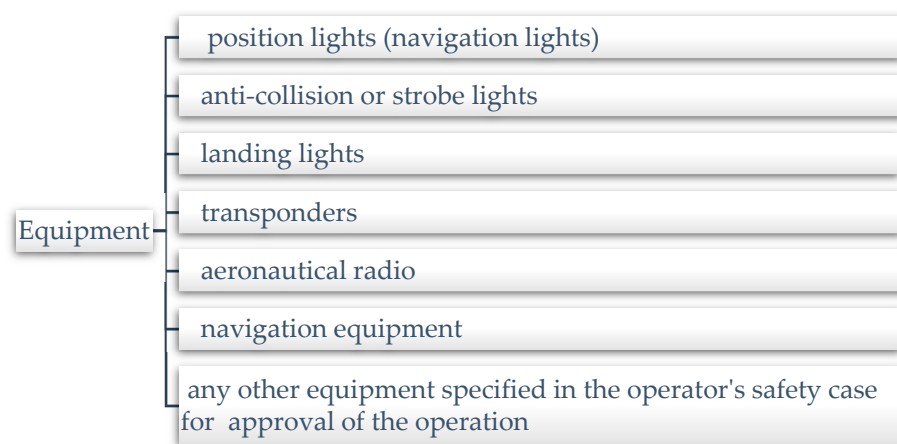 position lights (navigation lights)
anti-collision or strobe lights
landing lights
transponders
Equipment
aeronautical radio
navigation equipment
any other equipment specified in the operator's safety case
for approval of the operation